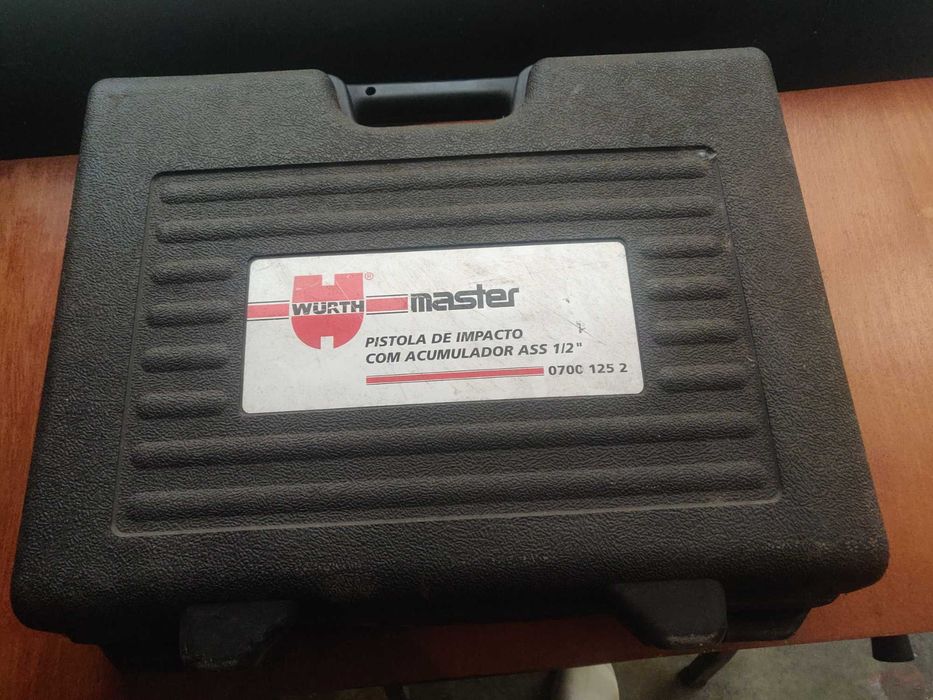 WÜRTH®
master
PISTOLA DE IMPACTO
COM ACUMULADOR ASS 1/2"
0700 125 2